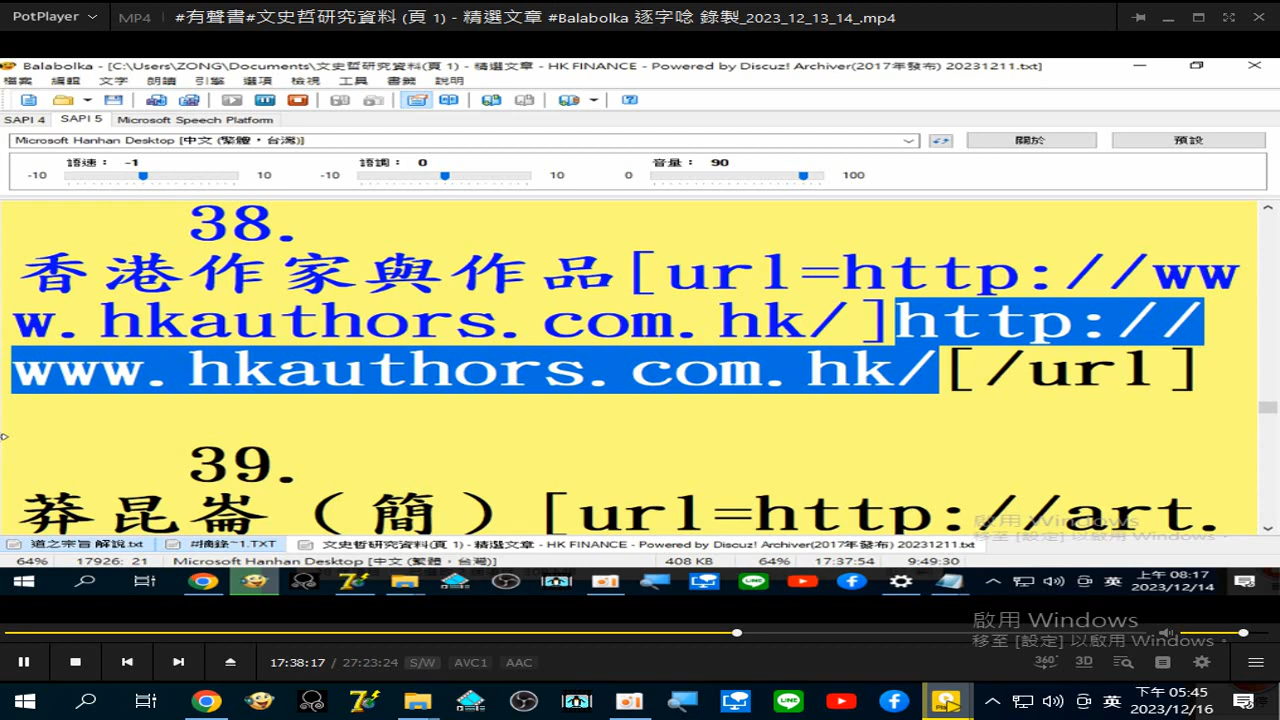 PotPlayer
MP4
#有聲書#文史哲研究資料 (頁 1) - 精選文章 #Balabolka 逐字唸 錄製_2023_12_13_14_.mp4
Balabolka - [C:\Users\ZONG\Documents\文史哲研究資料(頁 1) - 精選文章 - HK FINANCE - Powered by Discuz! Archiver(2017年發布) 20231211.txt]
檔案 編輯 文字 朗讀 引擎 選項 檢視 工具 書籤 說明
SAPI 4 SAPI 5 Microsoft Speech Platform
Microsoft Hanhan Desktop [中文 (繁體，台灣)]
關於 預設
語速： -1 語調： 0 音量： 90
-10 10 -10 10 0 100
38.
香港作家與作品[url=http://ww
w.hkauthors.com.hk/]http://
www.hkauthors.com.hk/[/url]
39.
莽昆崙（簡）[url=http://art.
啟用 Windows
移至 [設定] 以啟用 Windows。
道之宗旨 解說.txt #摘錄~1.TXT 文史哲研究資料(頁 1) - 精選文章 - HK FINANCE - Powered by Discuz! Archiver(2017年發布) 20231211.txt
64% 17926: 21 Microsoft Hanhan Desktop [中文 (繁體，台灣)] 408 KB 64% 17:37:54 9:49:30
英 上午 08:17
2023/12/14
啟用 Windows
移至 [設定] 以啟用 Windows。
17:38:17 / 27:23:24 S/W AVC1 AAC
360° 3D
英 下午 05:45
2023/12/16